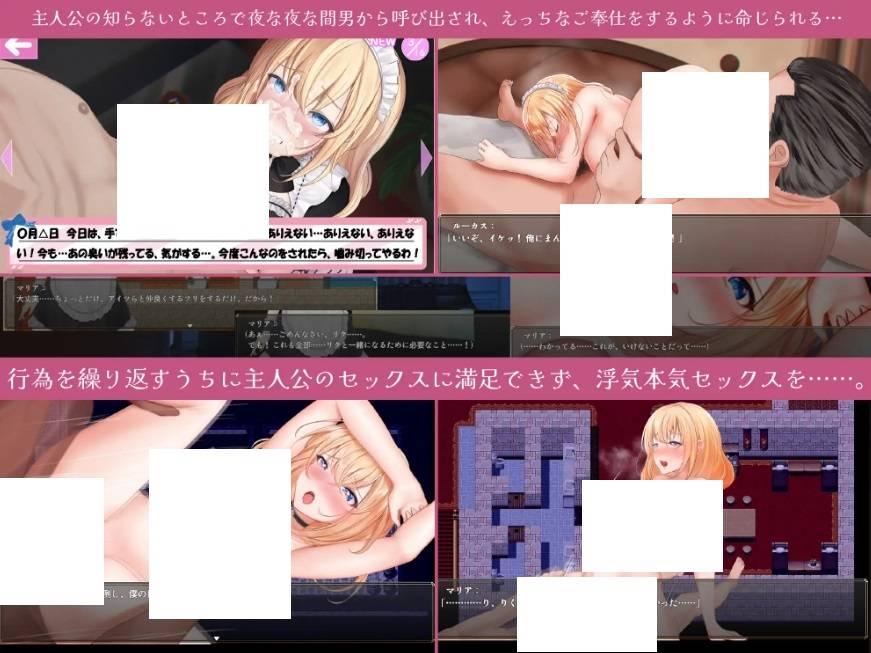 主人公の知らないところで夜な夜な間男から呼び出され、えっちなご奉仕をするように命じられる…
NEW
3/
〇月△日 今日は、手
ありえない…ありえない、ありえな
い!今も…あの臭いが残ってる、気がする…。今度こんなのをされたら、噛み切ってやるわ!
ルーカス:
「いいぞ、イケッ!俺にまん
!」
マリア:
(大丈夫……ちょっとだけ、アイツらと仲良くするフリをするだけ、だから!
マリア:
(あぁ……ごめんなさい、リク……。
でも!これも全部……リクと一緒になるために必要なこと……!)
マリア:
(……わかってる……これが、いけないことだって……)
行為を繰り返すうちに主人公のセックスに満足できず、浮気本気セックスを……。
倒し、僕の
マリア:
「…………り、りく
った……」